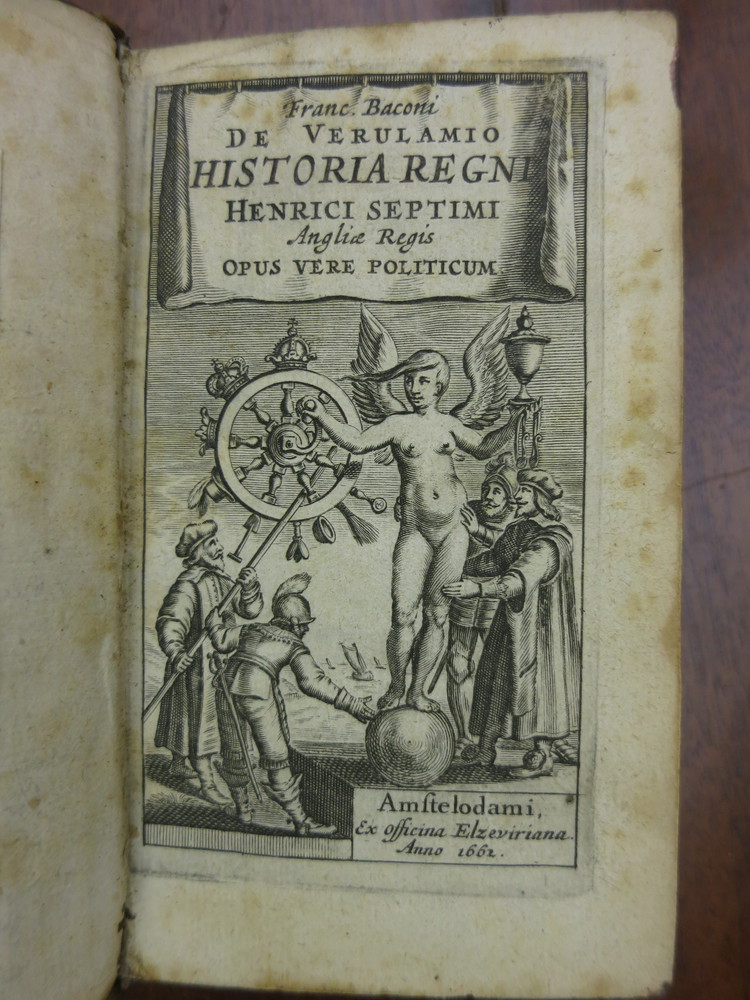 Franc. Baconi
DE VERULAMIO
HISTORIA REGNI
HENRICI SEPTIMI
Angliæ Regis
OPUS VERE POLITICUM.
Amſtelodami,
Ex officina Elzeviriana.
Anno 1662.